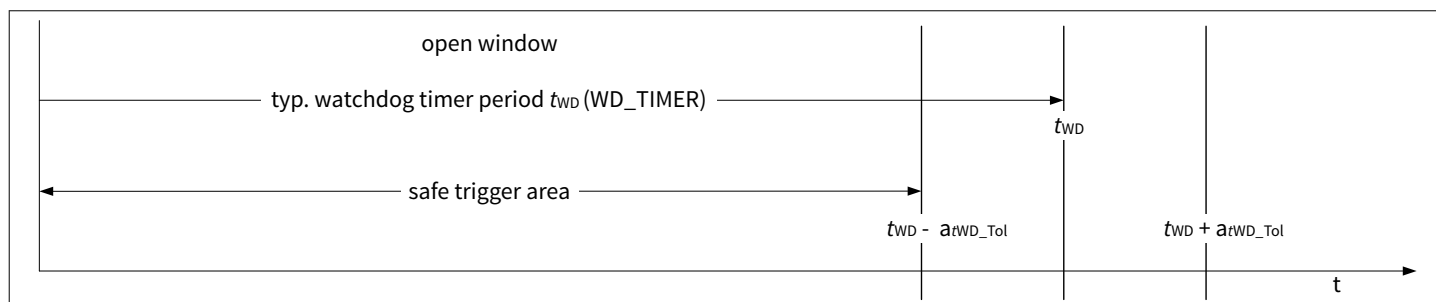 open window
typ. watchdog timer period tWD (WD_TIMER)
tWD
safe trigger area
tWD - atWD_Tol
tWD + atWD_Tol
t